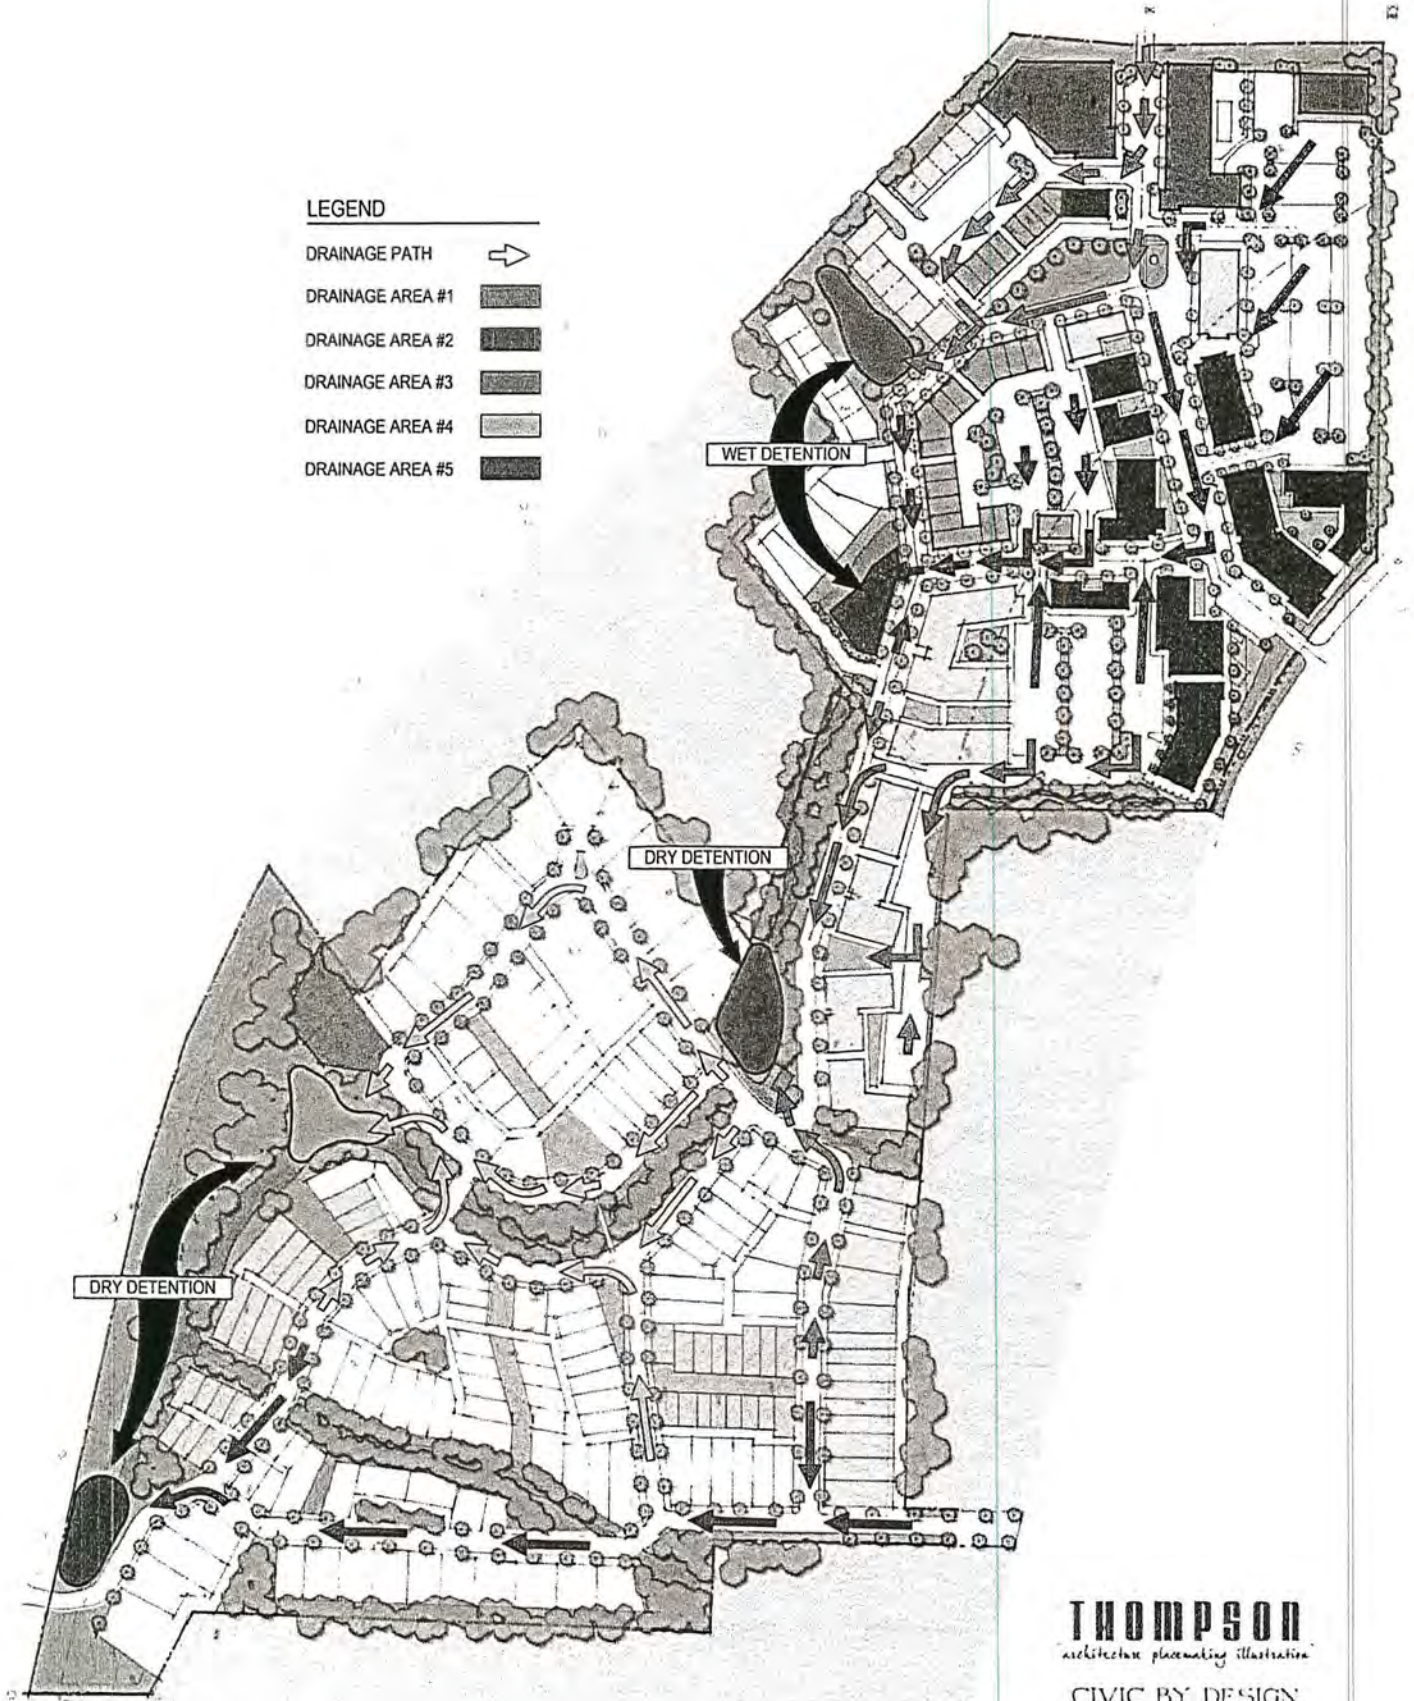 LEGEND
DRAINAGE PATH
DRAINAGE AREA #1
DRAINAGE AREA #2
DRAINAGE AREA #3
DRAINAGE AREA #4
DRAINAGE AREA #5
WET DETENTION
DRY DETENTION
DRY DETENTION
THOMPSON
architecture placemaking illustration
CIVIC BY DESIGN